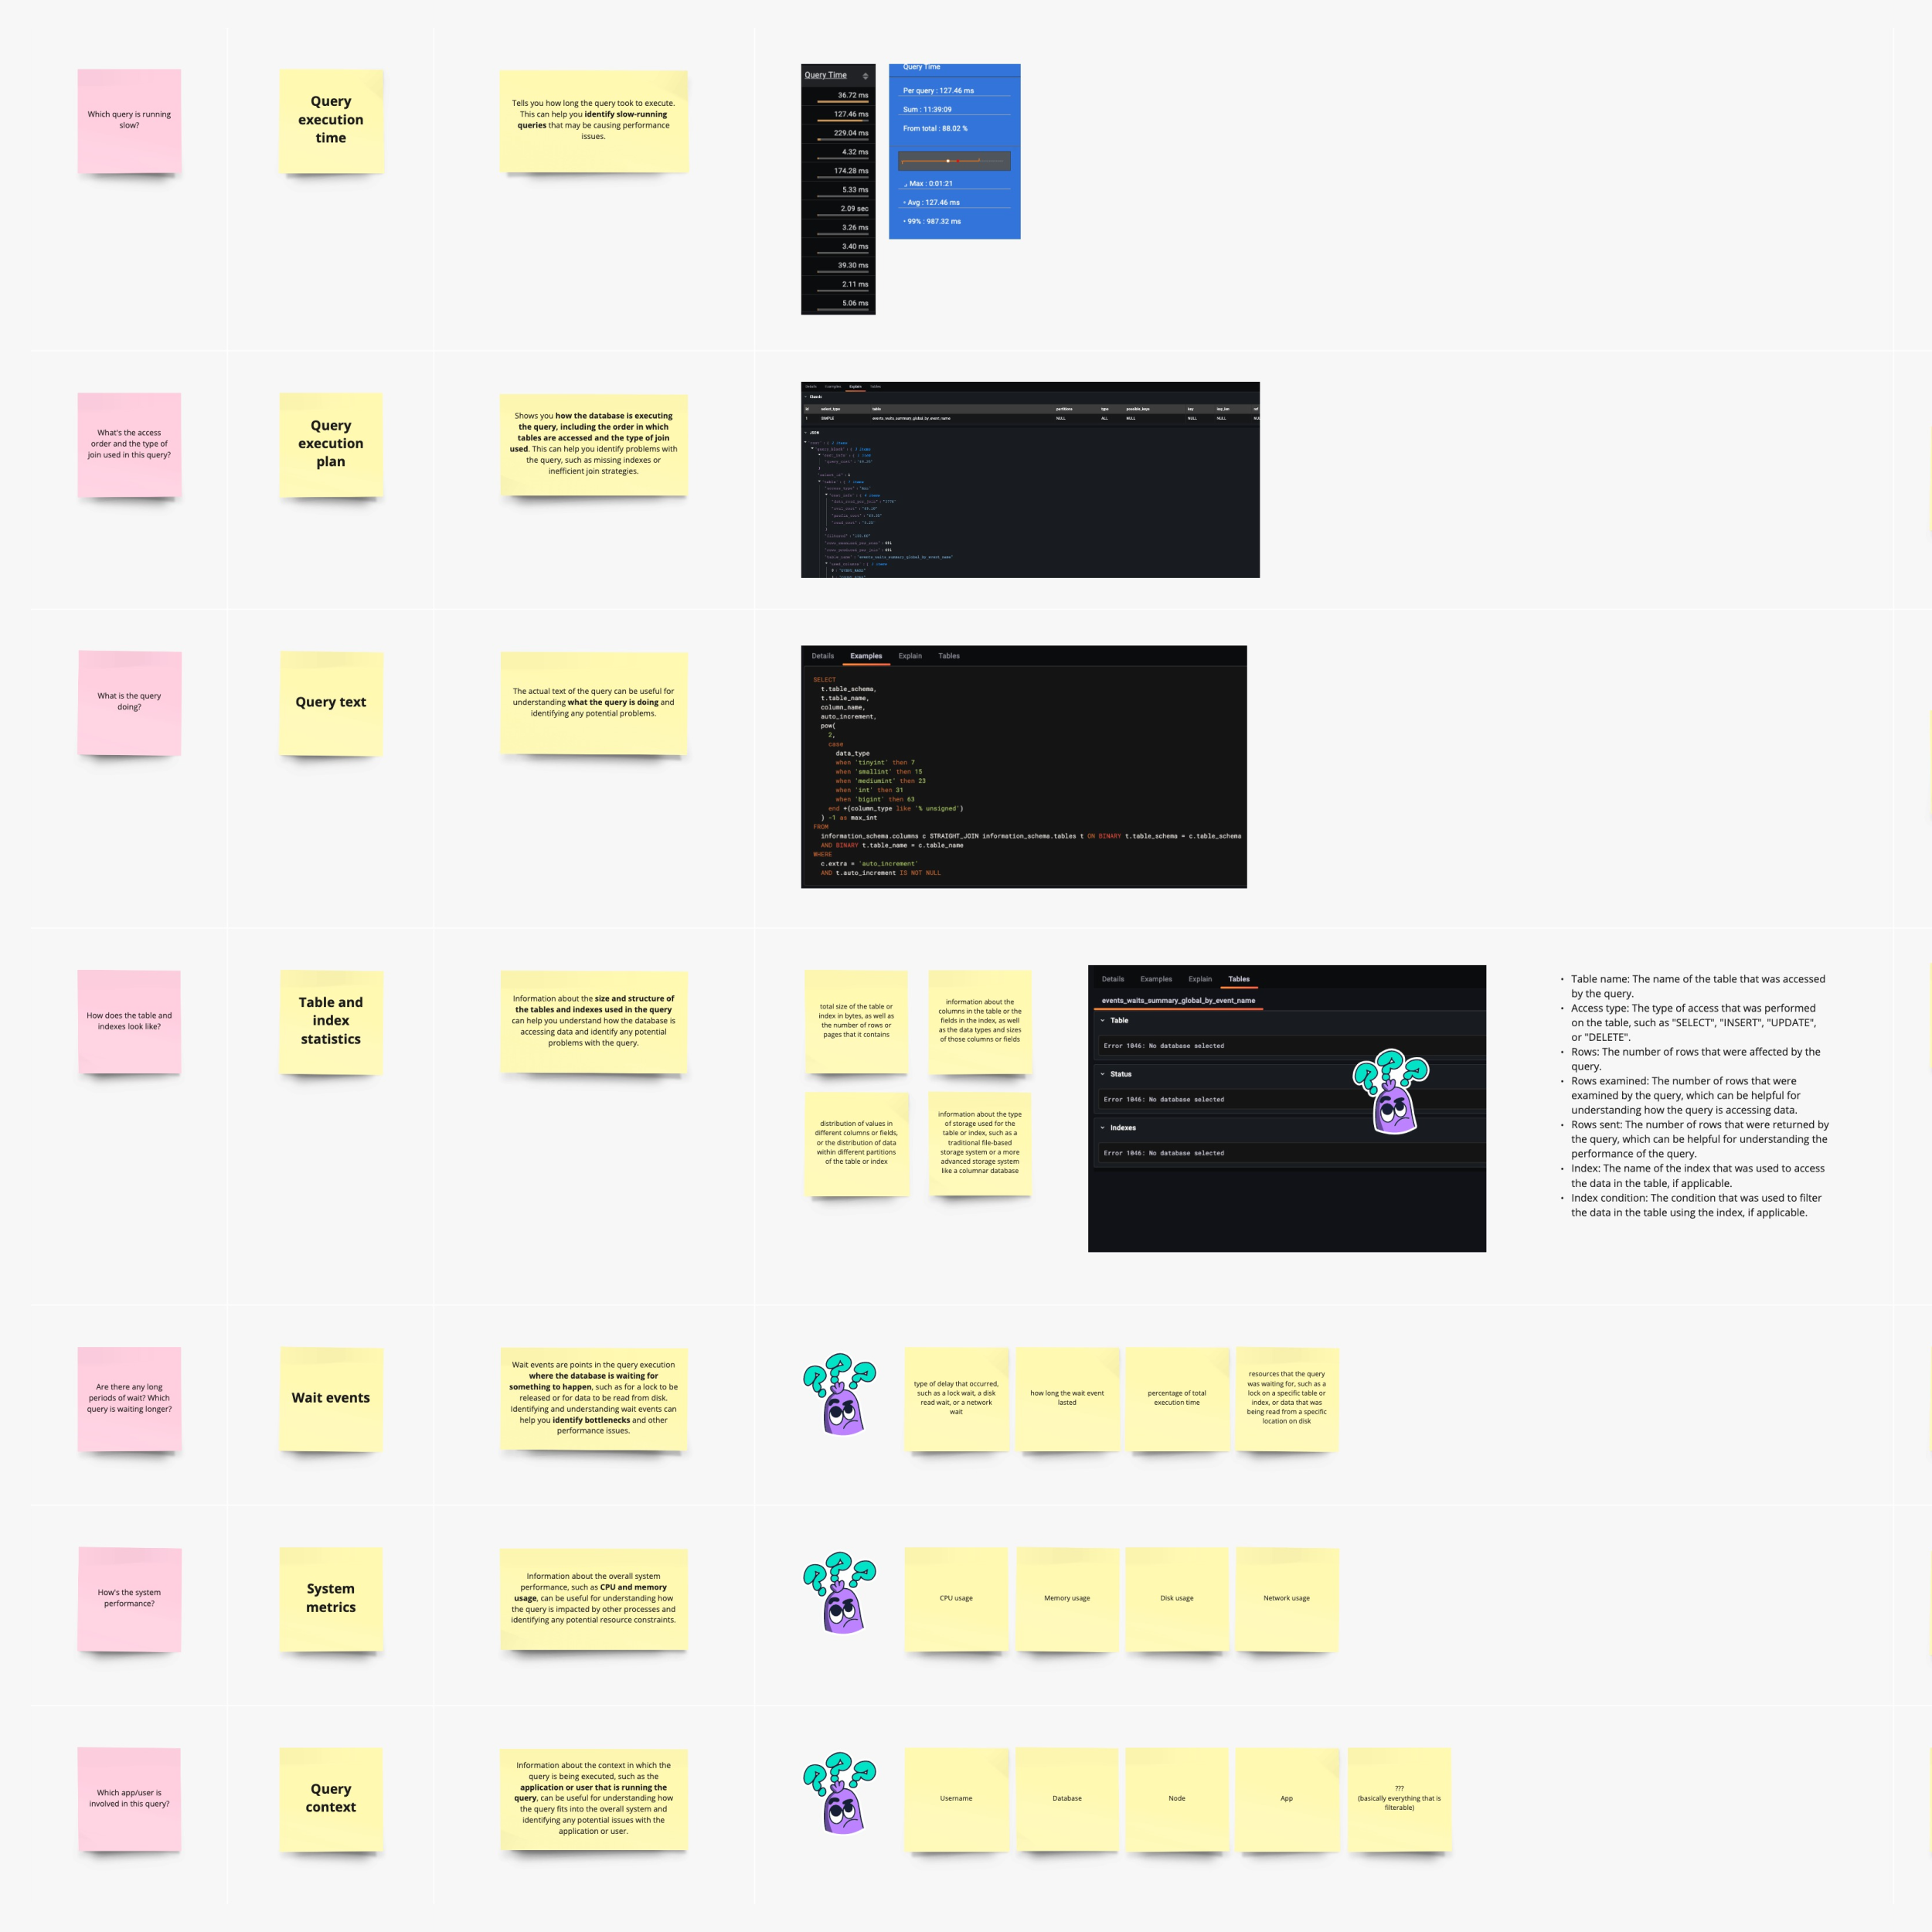 Which query is running
slow?
Query
execution
time
Tells you how long the query took to execute.
This can help you identify slow-running
queries that may be causing performance
issues.
Query Time
36.72 ms
127.46 ms
229.04 ms
4.32 ms
174.28 ms
5.33 ms
2.09 sec
3.26 ms
3.40 ms
39.30 ms
2.11 ms
5.06 ms
Query Time
Per query : 127.46 ms
Sum : 11:39:09
From total : 88.02 %
Max : 0:01:21
• Avg : 127.46 ms
• 99% : 987.32 ms
What's the access
order and the type of
join used in this query?
Query
execution
plan
Shows you how the database is executing
the query, including the order in which
tables are accessed and the type of join
used. This can help you identify problems with
the query, such as missing indexes or
inefficient join strategies.
Details Examples Explain Tables
Classic
id select_type table partitions type possible_keys key key_len ref
1 SIMPLE events_waits_summary_global_by_event_name NULL ALL NULL NULL NULL
JSON
What is the query
doing?
Query text
The actual text of the query can be useful for
understanding what the query is doing and
identifying any potential problems.
Details Examples Explain Tables
SELECT
t.table_schema,
t.table_name,
column_name,
auto_increment,
pow(
2,
case
data_type
when 'tinyint' then 7
when 'smallint' then 15
when 'mediumint' then 23
when 'int' then 31
when 'bigint' then 63
end +(column_type like '% unsigned')
) -1 as max_int
FROM
information_schema.columns c STRAIGHT_JOIN information_schema.tables t ON BINARY t.table_schema = c.table_schema
AND BINARY t.table_name = c.table_name
WHERE
c.extra = 'auto_increment'
AND t.auto_increment IS NOT NULL
How does the table and
indexes look like?
Table and
index
statistics
Information about the size and structure of
the tables and indexes used in the query
can help you understand how the database is
accessing data and identify any potential
problems with the query.
total size of the table or
index in bytes, as well as
the number of rows or
pages that it contains
information about the
columns in the table or the
fields in the index, as well
as the data types and sizes
of those columns or fields
distribution of values in
different columns or fields,
or the distribution of data
within different partitions
of the table or index
information about the type
of storage used for the
table or index, such as a
traditional file-based
storage system or a more
advanced storage system
like a columnar database
Details Examples Explain Tables
events_waits_summary_global_by_event_name
Table
Error 1046: No database selected
Status
Error 1046: No database selected
Indexes
Error 1046: No database selected
• Table name: The name of the table that was accessed
by the query.
• Access type: The type of access that was performed
on the table, such as "SELECT", "INSERT", "UPDATE",
or "DELETE".
• Rows: The number of rows that were affected by the
query.
• Rows examined: The number of rows that were
examined by the query, which can be helpful for
understanding how the query is accessing data.
• Rows sent: The number of rows that were returned by
the query, which can be helpful for understanding the
performance of the query.
• Index: The name of the index that was used to access
the data in the table, if applicable.
• Index condition: The condition that was used to filter
the data in the table using the index, if applicable.
Are there any long
periods of wait? Which
query is waiting longer?
Wait events
Wait events are points in the query execution
where the database is waiting for
something to happen, such as for a lock to be
released or for data to be read from disk.
Identifying and understanding wait events can
help you identify bottlenecks and other
performance issues.
type of delay that occurred,
such as a lock wait, a disk
read wait, or a network
wait
how long the wait event
lasted
percentage of total
execution time
resources that the query
was waiting for, such as a
lock on a specific table or
index, or data that was
being read from a specific
location on disk
How's the system
performance?
System
metrics
Information about the overall system
performance, such as CPU and memory
usage, can be useful for understanding how
the query is impacted by other processes and
identifying any potential resource constraints.
CPU usage
Memory usage
Disk usage
Network usage
Which app/user is
involved in this query?
Query
context
Information about the context in which the
query is being executed, such as the
application or user that is running the
query, can be useful for understanding how
the query fits into the overall system and
identifying any potential issues with the
application or user.
Username
Database
Node
App
???
(basically everything that is
filterable)